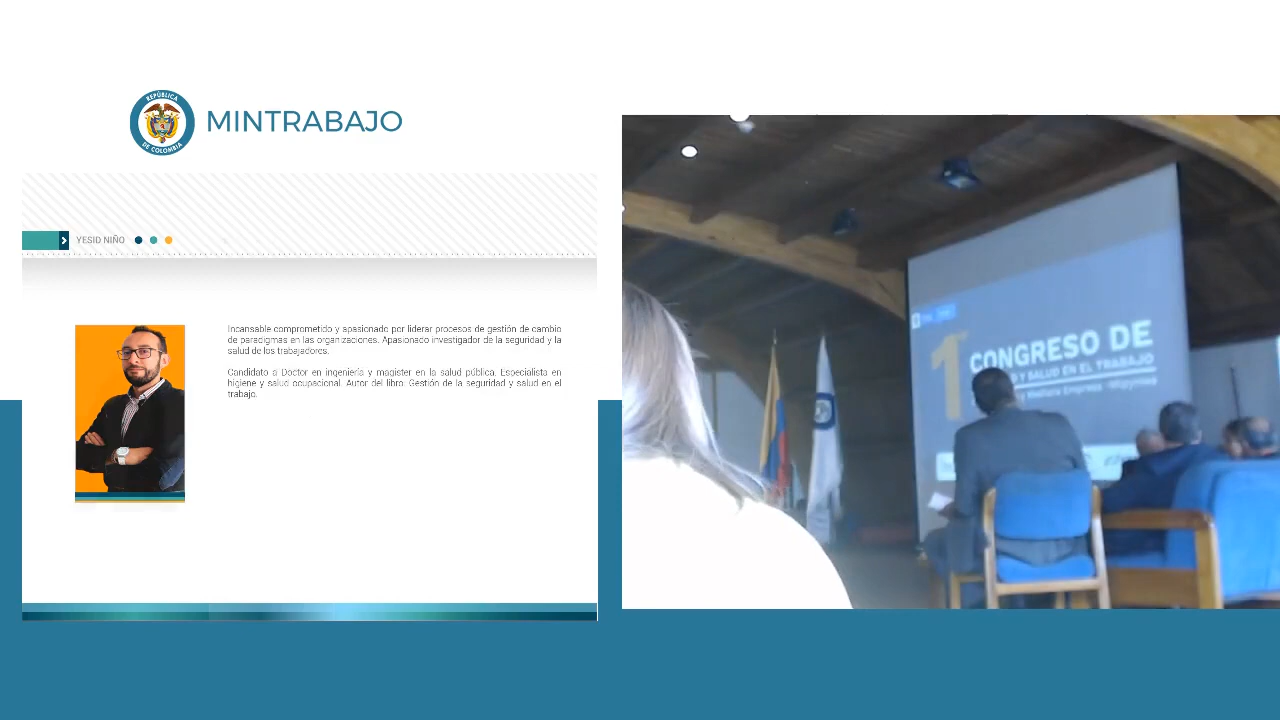 REPÚBLICA
DE COLOMBIA
MINTRABAJO
YESID NIÑO
Incansable comprometido y apasionado por liderar procesos de gestión de cambio
de paradigmas en las organizaciones. Apasionado investigador de la seguridad y la
salud de los trabajadores.
Candidato a Doctor en ingeniería y magister en la salud pública. Especialista en
higiene y salud ocupacional. Autor del libro: Gestión de la seguridad y salud en el
trabajo.
1
CONGRESO DE
Y SALUD EN EL TRABAJO
Mediana Empresa